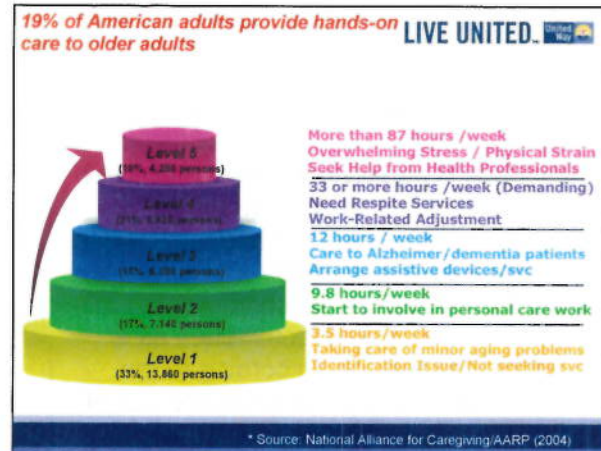 19% of American adults provide hands-on
care to older adults
LIVE UNITED
United
Way
More than 87 hours /week
Overwhelming Stress / Physical Strain
Seek Help from Health Professionals
33 or more hours /week (Demanding)
Need Respite Services
Work-Related Adjustment
12 hours / week
Care to Alzheimer/dementia patients
Arrange assistive devices/svc
9.8 hours/week
Start to involve in personal care work
3.5 hours/week
Taking care of minor aging problems
Identification Issue/Not seeking svc
Level 5
persons)
Level 4
persons)
Level 3
persons)
Level 2
(17%, 7,140 persons)
Level 1
(33%, 13,860 persons)
* Source: National Alliance for Caregiving/AARP (2004)